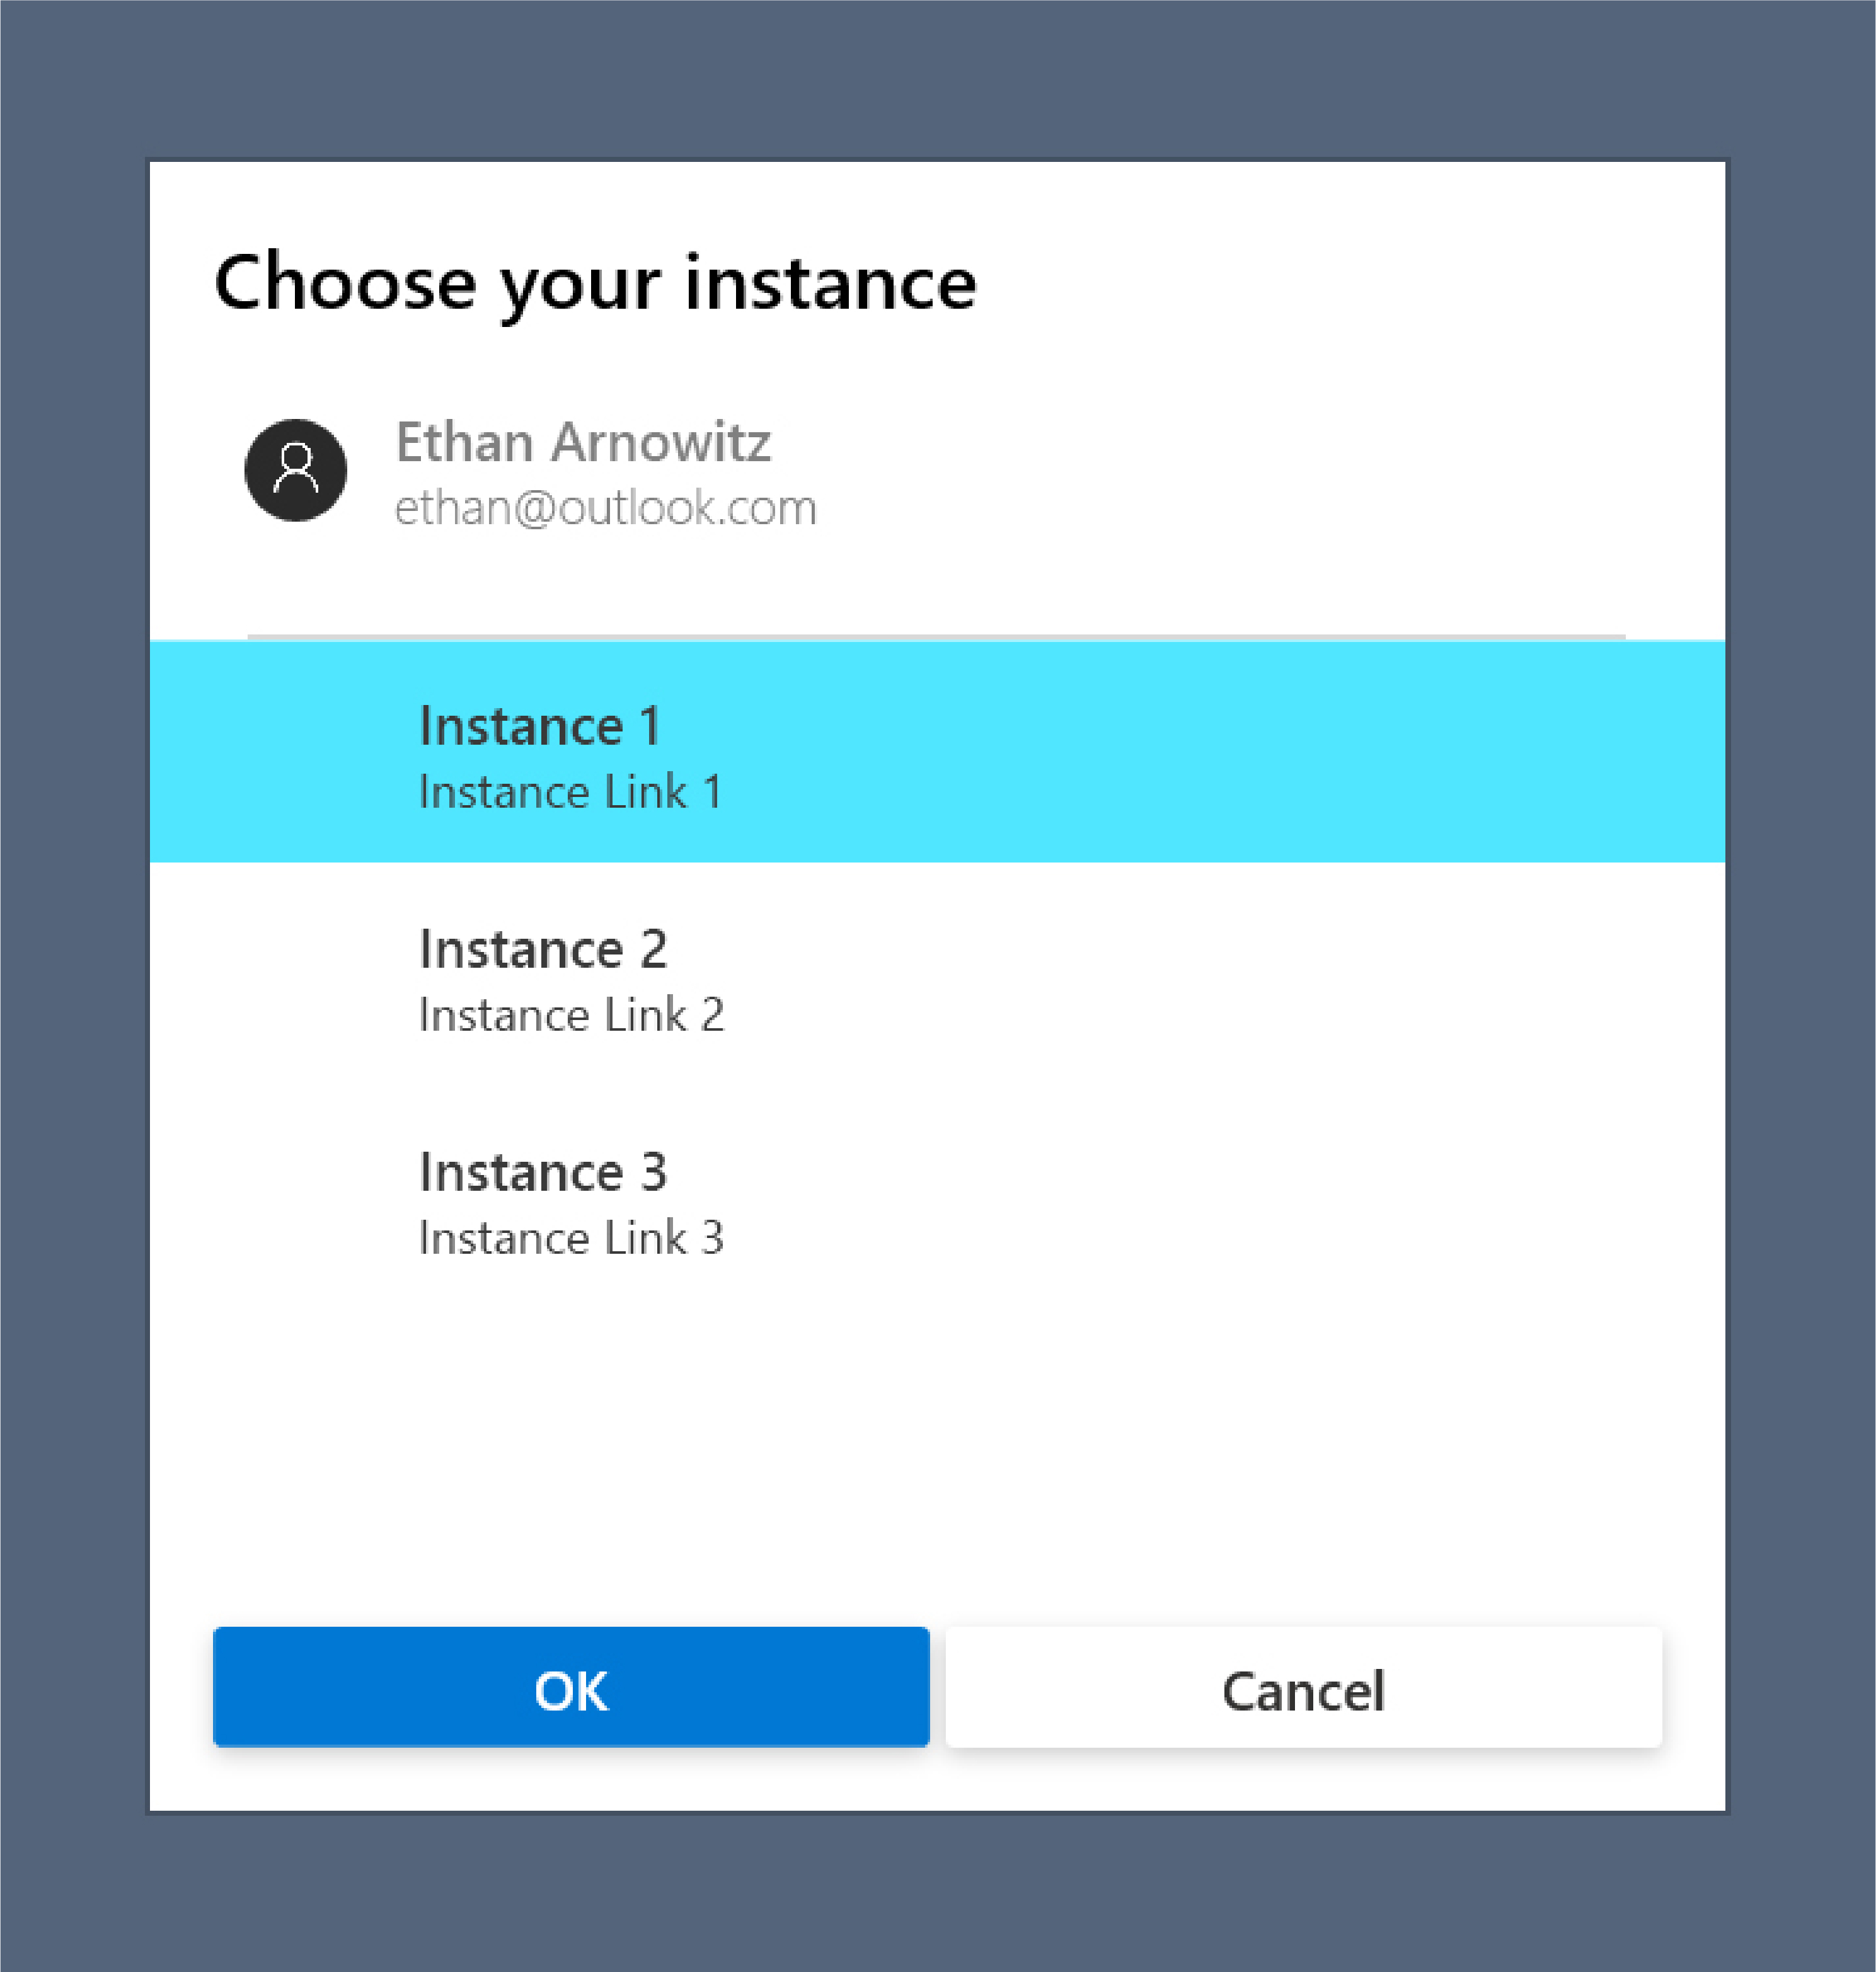 Choose your instance
Ethan Arnowitz
ethan@outlook.com
Instance 1
Instance Link 1
Instance 2
Instance Link 2
Instance 3
Instance Link 3
OK
Cancel